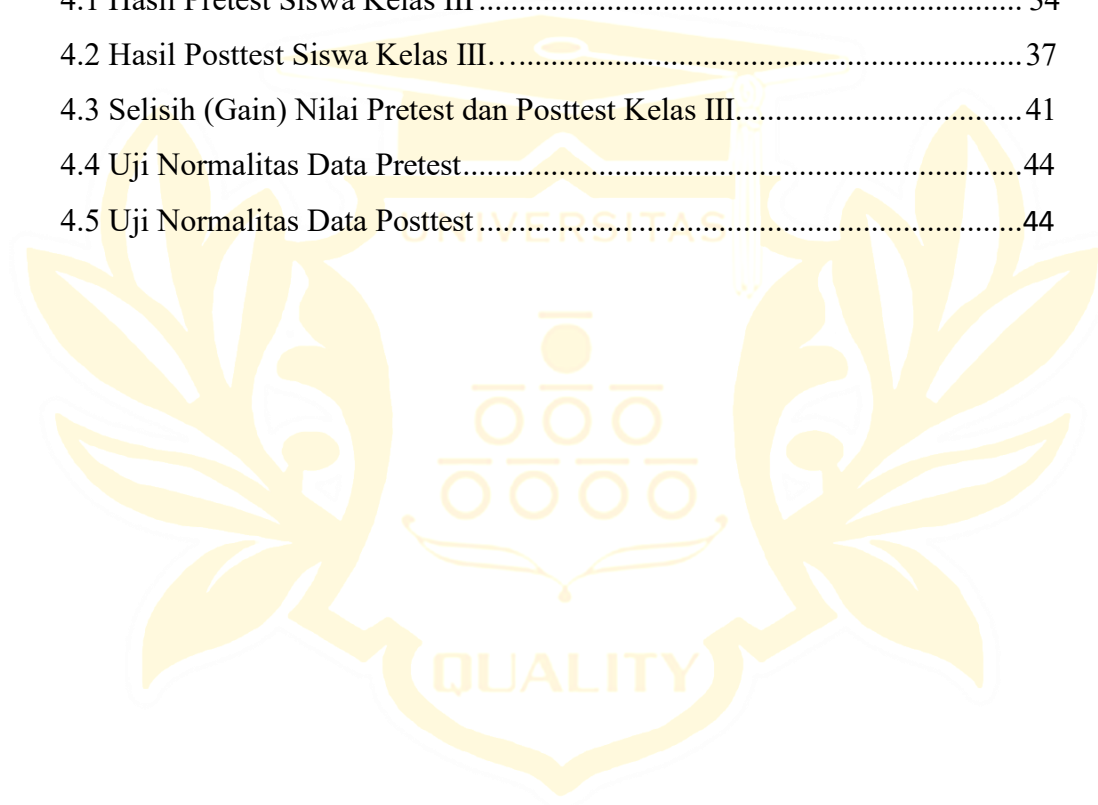 4.1 Hasil Pretest Siswa Kelas III............................................................................ 34
4.2 Hasil Posttest Siswa Kelas III….......................................................................37
4.3 Selisih (Gain) Nilai Pretest dan Posttest Kelas III........................................41
4.4 Uji Normalitas Data Pretest..............................................................................44
4.5 Uji Normalitas Data Posttest............................................................................44
UNIVERSITAS
QUALITY